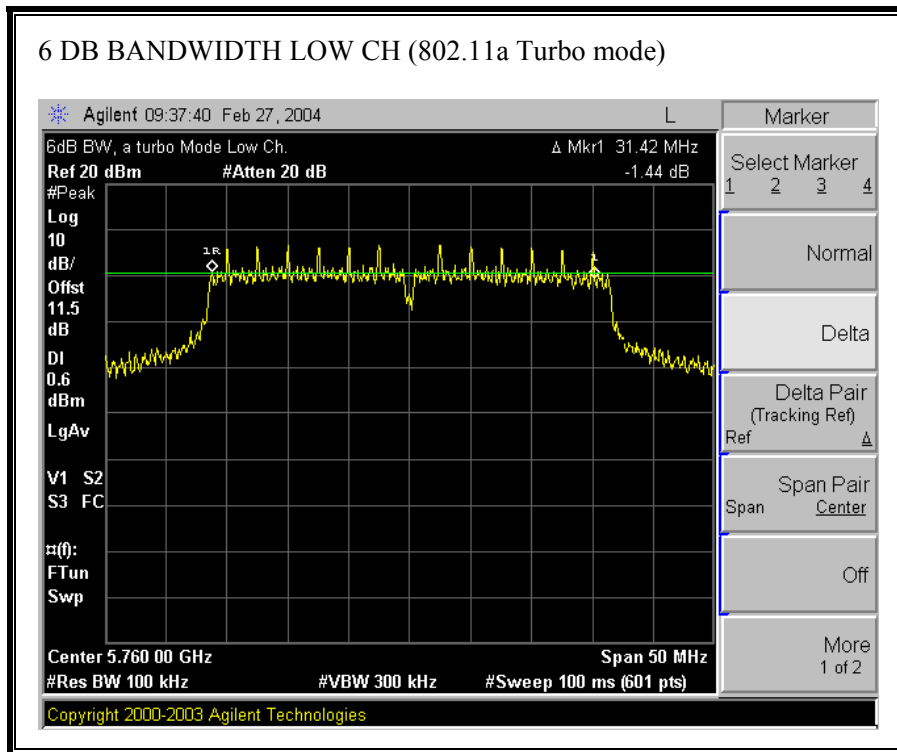 6 DB BANDWIDTH LOW CH (802.11a Turbo mode)
Agilent 09:37:40 Feb 27, 2004 L
6dB BW, a turbo Mode Low Ch. Δ Mkr1 31.42 MHz
Ref 20 dBm #Atten 20 dB -1.44 dB
#Peak
Log
10
dB/
Offst
11.5
dB
DI
0.6
dBm
LgAv
V1 S2
S3 FC
¤(f):
FTun
Swp
1R
1
Center 5.760 00 GHz Span 50 MHz
#Res BW 100 kHz #VBW 300 kHz #Sweep 100 ms (601 pts)
Copyright 2000-2003 Agilent Technologies
Marker
Select Marker
1 2 3 4
Normal
Delta
Delta Pair
(Tracking Ref)
Ref Δ
Span Pair
Span Center
Off
More
1 of 2